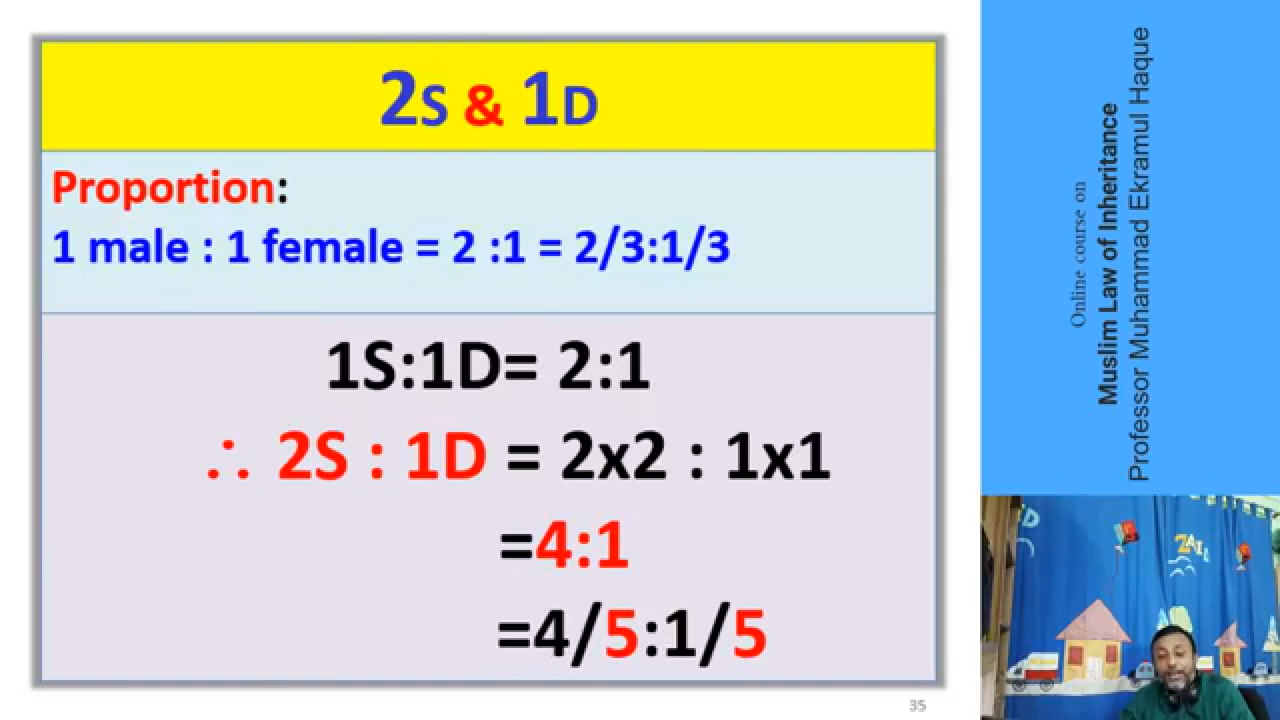 2S & 1D
Proportion:
1 male : 1 female = 2 :1 = 2/3:1/3
1S:1D= 2:1
∴ 2S : 1D = 2x2 : 1x1
=4:1
=4/5:1/5
35
Online course on
Muslim Law of Inheritance
Professor Muhammad Ekramul Haque